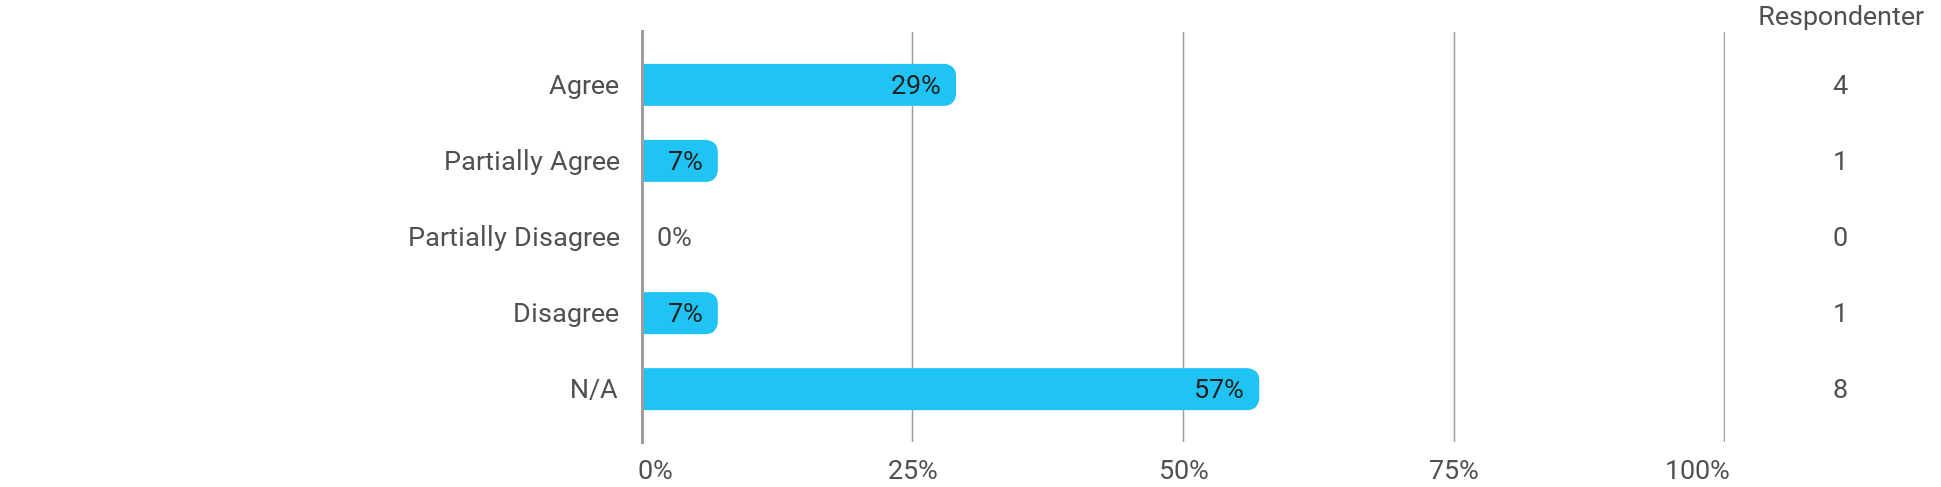 Respondenter
Agree 29% 4
Partially Agree 7% 1
Partially Disagree 0% 0
Disagree 7% 1
N/A 57% 8
0% 25% 50% 75% 100%